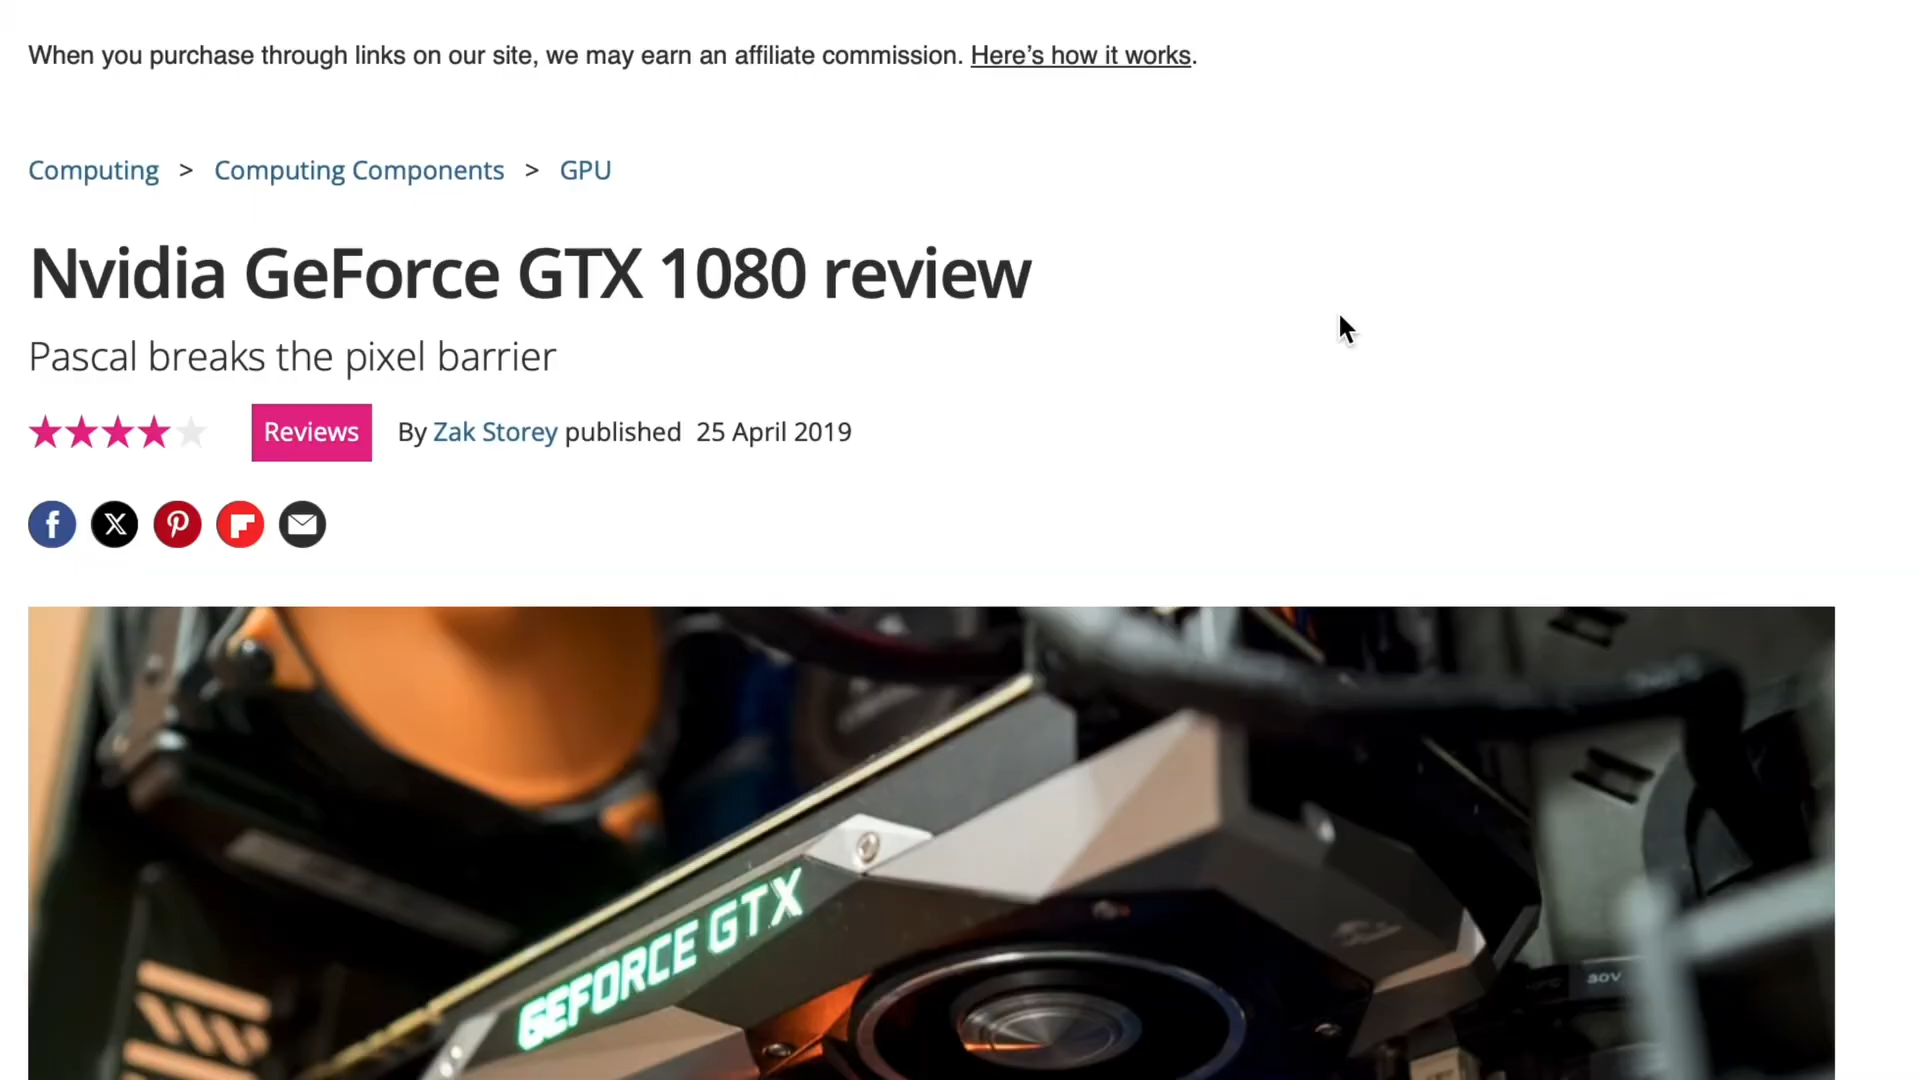 When you purchase through links on our site, we may earn an affiliate commission. Here’s how it works.
Computing > Computing Components > GPU
Nvidia GeForce GTX 1080 review
Pascal breaks the pixel barrier
Reviews By Zak Storey published 25 April 2019
GEFORCE GTX